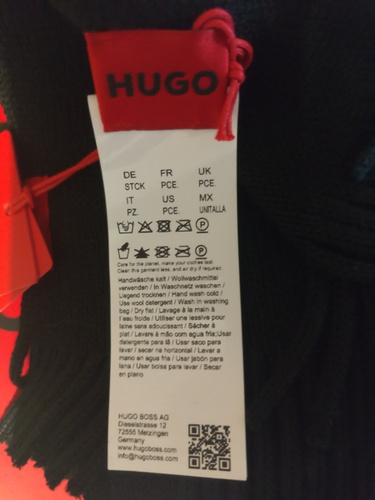 HUGO
DE FR UK
STCK PCE. PCE.
IT US MX
PZ. PCE. UNITALLA
Care for the planet, make your clothes last.
Clean this garment less, and air dry if required.
Handwäsche kalt / Wollwaschmittel
verwenden / In Waschnetz waschen /
Liegend trocknen / Hand wash cold /
Use wool detergent / Wash in washing
bag / Dry flat / Lavage à la main à
l'eau froide / Utiliser une lessive pour
laine sans adoucissant / Sécher à
plat / Lavare à mão com agua fria;Usar
detergente para lã / Usar saco para
lavar / secar na horizontal / Lavar a
mano en agua fria / Usar jabón para
lana / Usar bolsa para lavar / Secar
en plano
HUGO BOSS AG
Dieselstrasse 12
72555 Metzingen
Germany
www.hugoboss.com
info@hugoboss.com